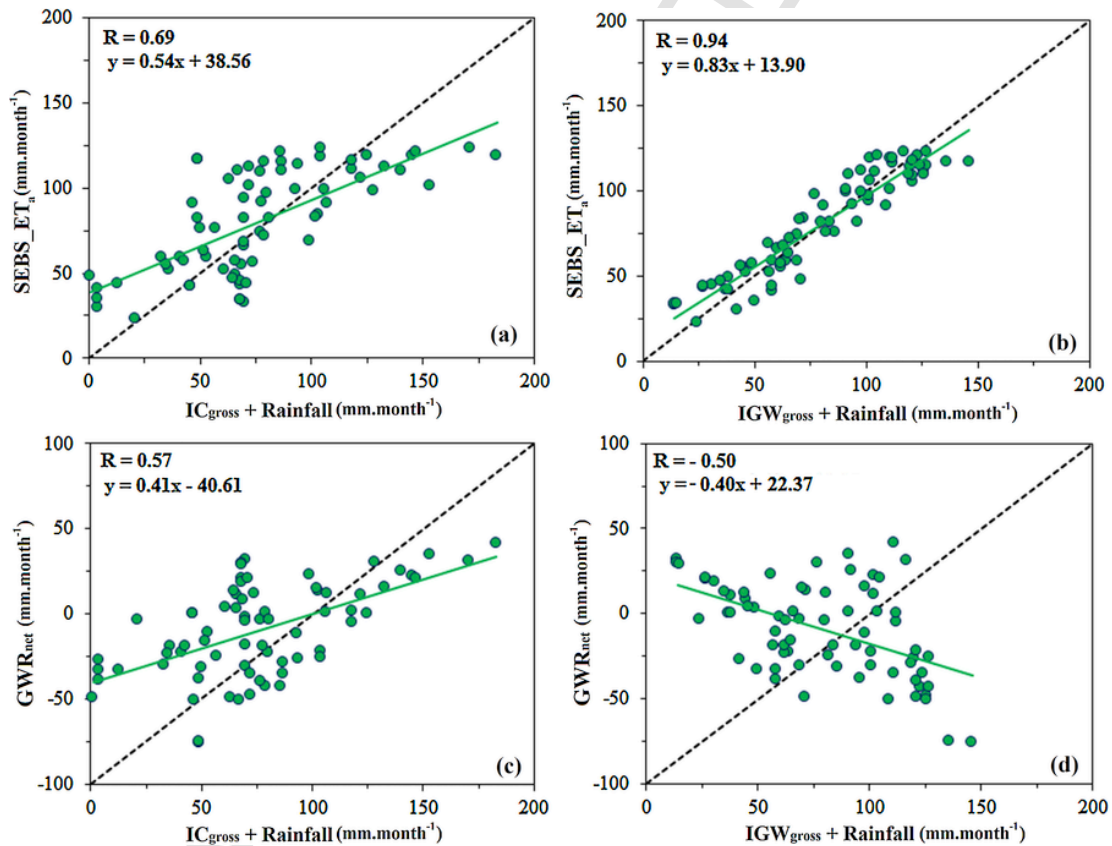 200
150
100
50
0
0
50
100
150
200
SEBS_ETa (mm.month-1)
R = 0.69
y = 0.54x + 38.56
(a)
ICgross + Rainfall (mm.month-1)
200
150
100
50
0
0
50
100
150
200
SEBS_ETa (mm.month-1)
R = 0.94
y = 0.83x + 13.90
(b)
IGWgross + Rainfall (mm.month-1)
100
50
0
-50
-100
0
50
100
150
200
GWRnet (mm.month-1)
R = 0.57
y = 0.41x - 40.61
(c)
ICgross + Rainfall (mm.month-1)
100
50
0
-50
-100
0
50
100
150
200
GWRnet (mm.month-1)
R = - 0.50
y = - 0.40x + 22.37
(d)
IGWgross + Rainfall (mm.month-1)